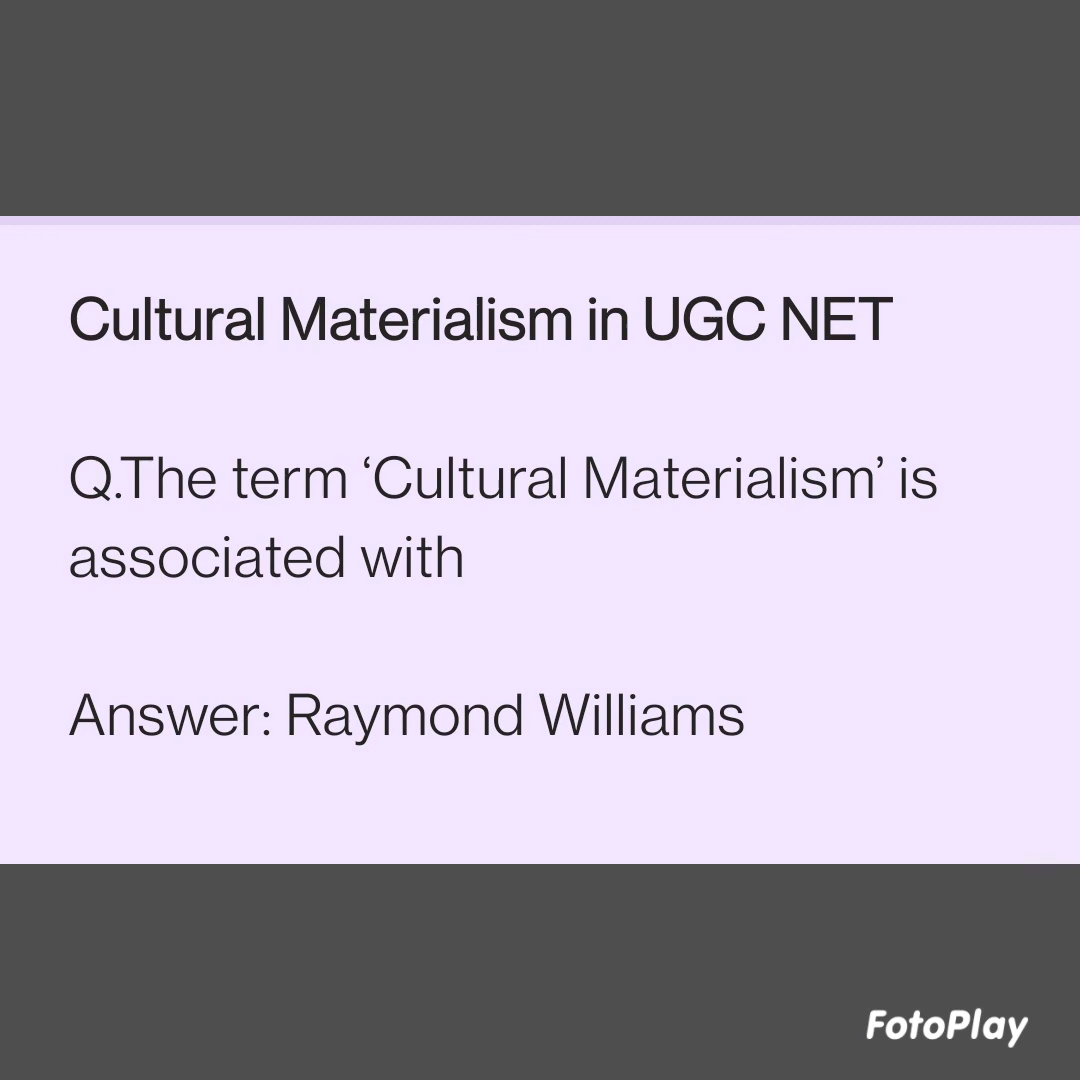 Cultural Materialism in UGC NET
Q.The term ‘Cultural Materialism’ is
associated with
Answer: Raymond Williams
FotoPlay